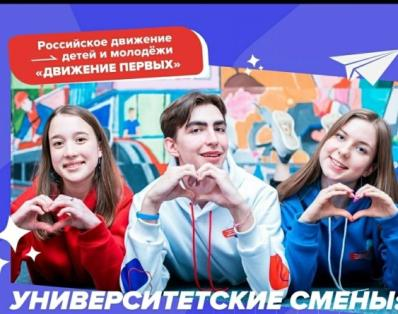 Российское движение
детей и молодёжи
«ДВИЖЕНИЕ ПЕРВЫХ»
УНИВЕРСИТЕТСКИЕ СМЕНЫ: